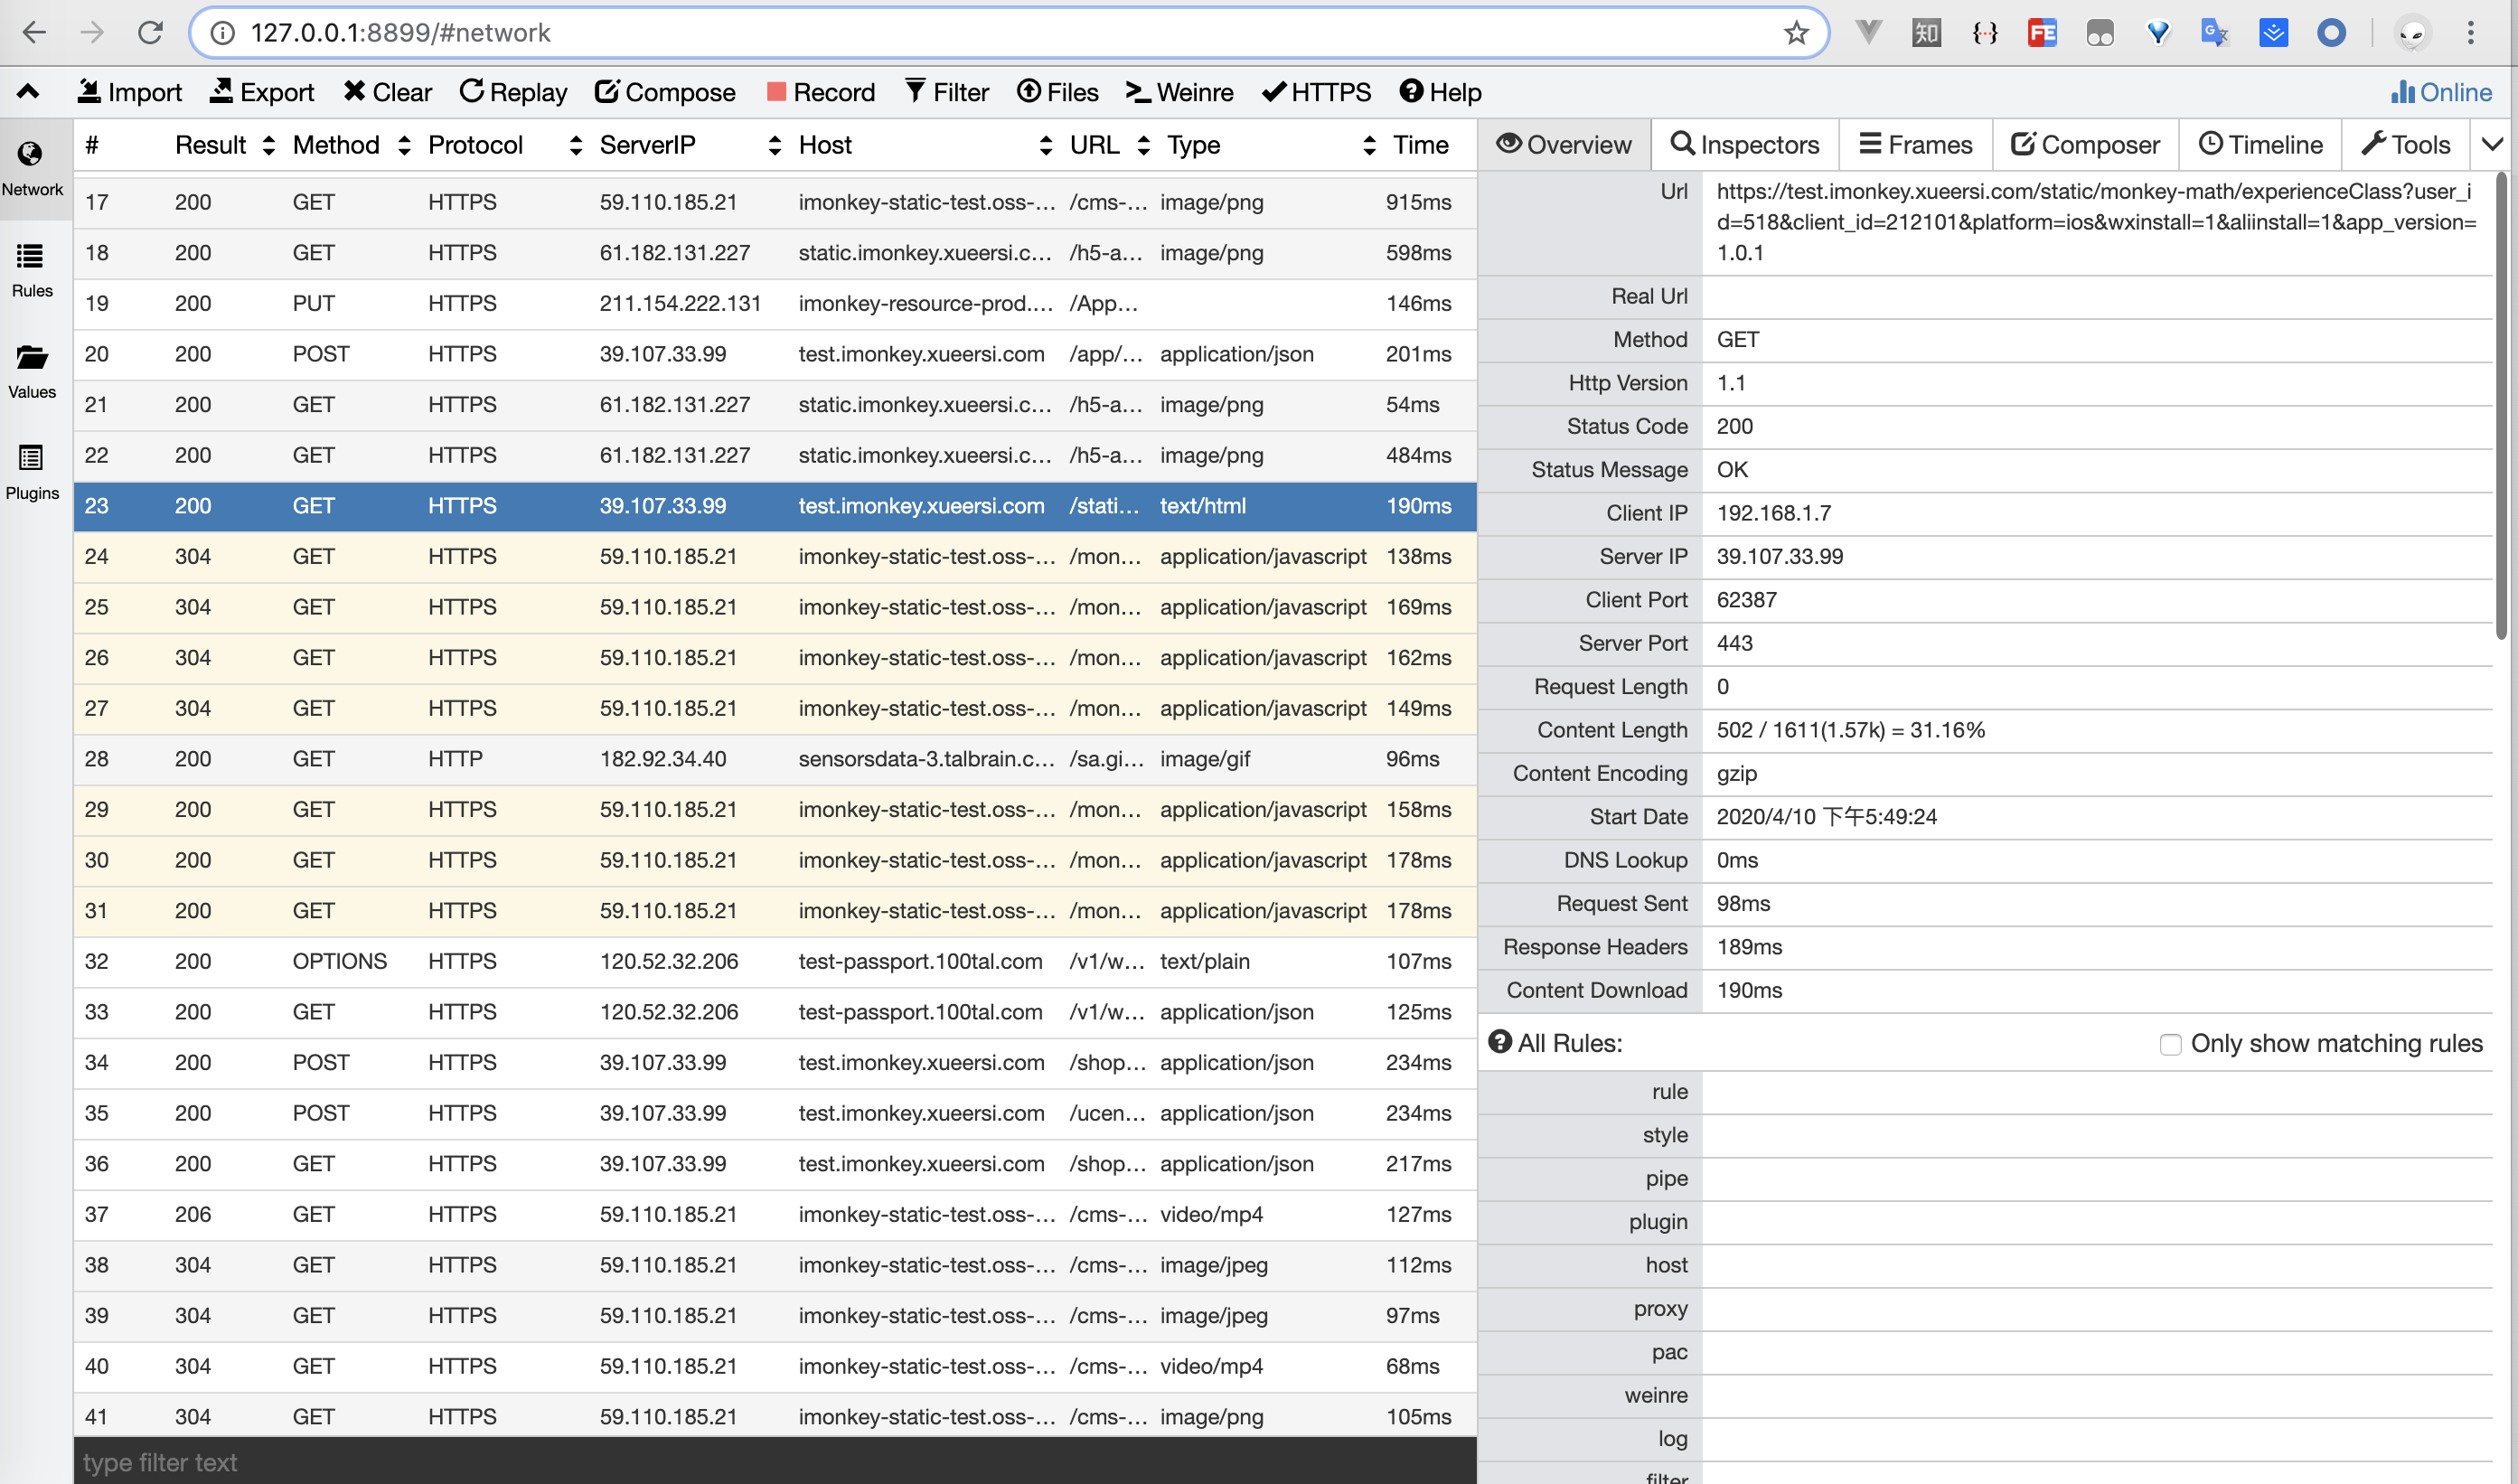 127.0.0.1:8899/#network
Import Export Clear Replay Compose Record Filter Files Weinre HTTPS Help Online
Network
Rules
Values
Plugins
# Result Method Protocol ServerIP Host URL Type Time
17 200 GET HTTPS 59.110.185.21 imonkey-static-test.oss-... /cms-... image/png 915ms
18 200 GET HTTPS 61.182.131.227 static.imonkey.xueersi.c... /h5-a... image/png 598ms
19 200 PUT HTTPS 211.154.222.131 imonkey-resource-prod.... /App... 146ms
20 200 POST HTTPS 39.107.33.99 test.imonkey.xueersi.com /app/... application/json 201ms
21 200 GET HTTPS 61.182.131.227 static.imonkey.xueersi.c... /h5-a... image/png 54ms
22 200 GET HTTPS 61.182.131.227 static.imonkey.xueersi.c... /h5-a... image/png 484ms
23 200 GET HTTPS 39.107.33.99 test.imonkey.xueersi.com /stati... text/html 190ms
24 304 GET HTTPS 59.110.185.21 imonkey-static-test.oss-... /mon... application/javascript 138ms
25 304 GET HTTPS 59.110.185.21 imonkey-static-test.oss-... /mon... application/javascript 169ms
26 304 GET HTTPS 59.110.185.21 imonkey-static-test.oss-... /mon... application/javascript 162ms
27 304 GET HTTPS 59.110.185.21 imonkey-static-test.oss-... /mon... application/javascript 149ms
28 200 GET HTTP 182.92.34.40 sensorsdata-3.talbrain.c... /sa.gi... image/gif 96ms
29 200 GET HTTPS 59.110.185.21 imonkey-static-test.oss-... /mon... application/javascript 158ms
30 200 GET HTTPS 59.110.185.21 imonkey-static-test.oss-... /mon... application/javascript 178ms
31 200 GET HTTPS 59.110.185.21 imonkey-static-test.oss-... /mon... application/javascript 178ms
32 200 OPTIONS HTTPS 120.52.32.206 test-passport.100tal.com /v1/w... text/plain 107ms
33 200 GET HTTPS 120.52.32.206 test-passport.100tal.com /v1/w... application/json 125ms
34 200 POST HTTPS 39.107.33.99 test.imonkey.xueersi.com /shop... application/json 234ms
35 200 POST HTTPS 39.107.33.99 test.imonkey.xueersi.com /ucen... application/json 234ms
36 200 GET HTTPS 39.107.33.99 test.imonkey.xueersi.com /shop... application/json 217ms
37 206 GET HTTPS 59.110.185.21 imonkey-static-test.oss-... /cms-... video/mp4 127ms
38 304 GET HTTPS 59.110.185.21 imonkey-static-test.oss-... /cms-... image/jpeg 112ms
39 304 GET HTTPS 59.110.185.21 imonkey-static-test.oss-... /cms-... image/jpeg 97ms
40 304 GET HTTPS 59.110.185.21 imonkey-static-test.oss-... /cms-... video/mp4 68ms
41 304 GET HTTPS 59.110.185.21 imonkey-static-test.oss-... /cms-... image/png 105ms
type filter text
Overview Inspectors Frames Composer Timeline Tools
Url https://test.imonkey.xueersi.com/static/monkey-math/experienceClass?user_i
d=518&client_id=212101&platform=ios&wxinstall=1&aliinstall=1&app_version=
1.0.1
Real Url
Method GET
Http Version 1.1
Status Code 200
Status Message OK
Client IP 192.168.1.7
Server IP 39.107.33.99
Client Port 62387
Server Port 443
Request Length 0
Content Length 502 / 1611(1.57k) = 31.16%
Content Encoding gzip
Start Date 2020/4/10 下午5:49:24
DNS Lookup 0ms
Request Sent 98ms
Response Headers 189ms
Content Download 190ms
All Rules: Only show matching rules
rule
style
pipe
plugin
host
proxy
pac
weinre
log
filter